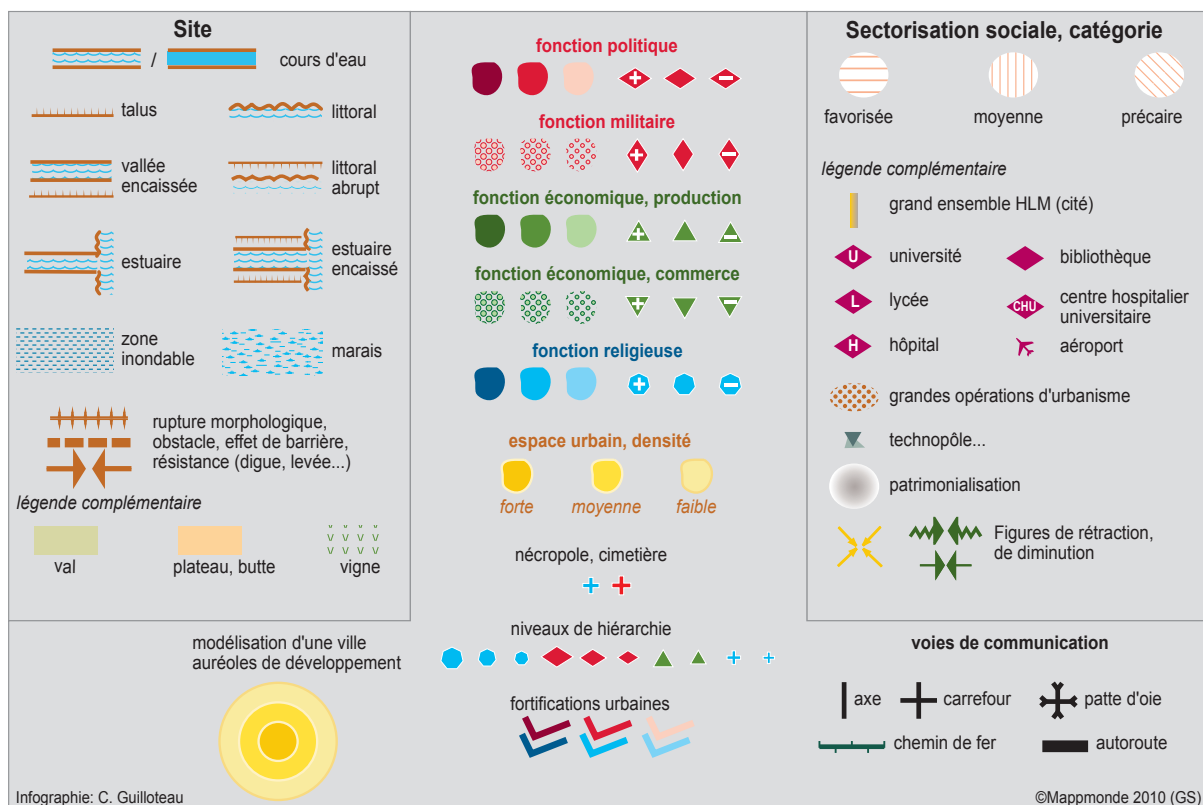 Site
/
cours d'eau
talus
littoral
vallée
encaissée
littoral
abrupt
estuaire
estuaire
encaissé
zone
inondable
marais
rupture morphologique,
obstacle, effet de barrière,
résistance (digue, levée...)
légende complémentaire
val
plateau, butte
vigne
fonction politique
fonction militaire
fonction économique, production
fonction économique, commerce
fonction religieuse
espace urbain, densité
forte
moyenne
faible
nécropole, cimetière
Sectorisation sociale, catégorie
favorisée
moyenne
précaire
légende complémentaire
grand ensemble HLM (cité)
U
université
bibliothèque
L
lycée
CHU
centre hospitalier
universitaire
H
hôpital
aéroport
grandes opérations d'urbanisme
technopôle...
patrimonialisation
Figures de rétraction,
de diminution
modélisation d'une ville
auréoles de développement
niveaux de hiérarchie
fortifications urbaines
voies de communication
axe
carrefour
patte d'oie
chemin de fer
autoroute
Infographie: C. Guilloteau
©Mappmonde 2010 (GS)